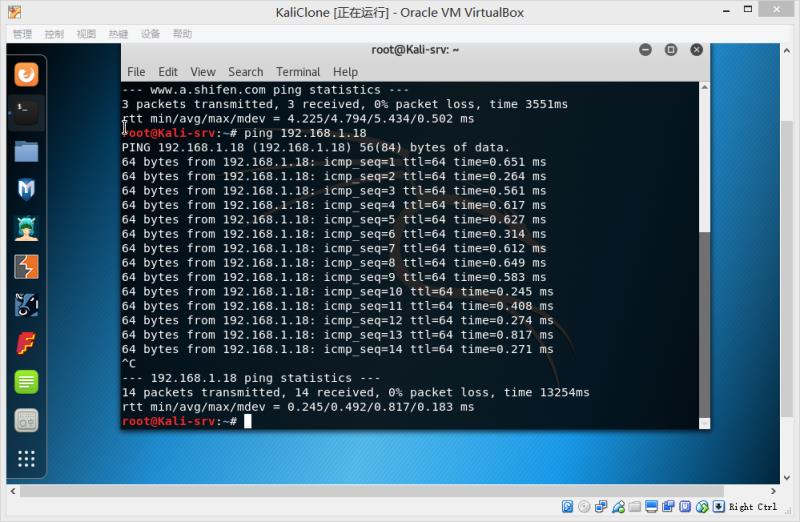 KaliClone [正在运行] - Oracle VM VirtualBox
管理 控制 视图 热键 设备 帮助
root@Kali-srv: ~
File Edit View Search Terminal Help
--- www.a.shifen.com ping statistics ---
3 packets transmitted, 3 received, 0% packet loss, time 3551ms
rtt min/avg/max/mdev = 4.225/4.794/5.434/0.502 ms
root@Kali-srv:~# ping 192.168.1.18
PING 192.168.1.18 (192.168.1.18) 56(84) bytes of data.
64 bytes from 192.168.1.18: icmp_seq=1 ttl=64 time=0.651 ms
64 bytes from 192.168.1.18: icmp_seq=2 ttl=64 time=0.264 ms
64 bytes from 192.168.1.18: icmp_seq=3 ttl=64 time=0.561 ms
64 bytes from 192.168.1.18: icmp_seq=4 ttl=64 time=0.617 ms
64 bytes from 192.168.1.18: icmp_seq=5 ttl=64 time=0.627 ms
64 bytes from 192.168.1.18: icmp_seq=6 ttl=64 time=0.314 ms
64 bytes from 192.168.1.18: icmp_seq=7 ttl=64 time=0.612 ms
64 bytes from 192.168.1.18: icmp_seq=8 ttl=64 time=0.649 ms
64 bytes from 192.168.1.18: icmp_seq=9 ttl=64 time=0.583 ms
64 bytes from 192.168.1.18: icmp_seq=10 ttl=64 time=0.245 ms
64 bytes from 192.168.1.18: icmp_seq=11 ttl=64 time=0.408 ms
64 bytes from 192.168.1.18: icmp_seq=12 ttl=64 time=0.274 ms
64 bytes from 192.168.1.18: icmp_seq=13 ttl=64 time=0.817 ms
64 bytes from 192.168.1.18: icmp_seq=14 ttl=64 time=0.271 ms
^C
--- 192.168.1.18 ping statistics ---
14 packets transmitted, 14 received, 0% packet loss, time 13254ms
rtt min/avg/max/mdev = 0.245/0.492/0.817/0.183 ms
root@Kali-srv:~#
Right Ctrl